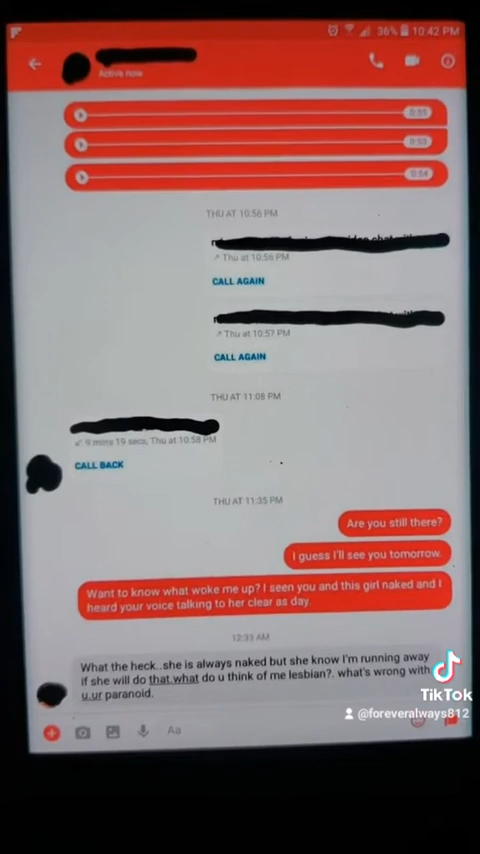 36% 10:42 PM
Active now
0:55
0:53
0:54
THU AT 10:56 PM
Thu at 10:56 PM
CALL AGAIN
Thu at 10:57 PM
CALL AGAIN
THU AT 11:08 PM
9 mins 19 secs, Thu at 10:58 PM
CALL BACK
THU AT 11:35 PM
Are you still there?
I guess I'll see you tomorrow.
Want to know what woke me up? I seen you and this girl naked and I
heard your voice talking to her clear as day.
12:33 AM
What the heck..she is always naked but she know I'm running away
if she will do that.what do u think of me lesbian?. what's wrong with
u.ur paranoid.
Aa
TikTok
@foreveralways812